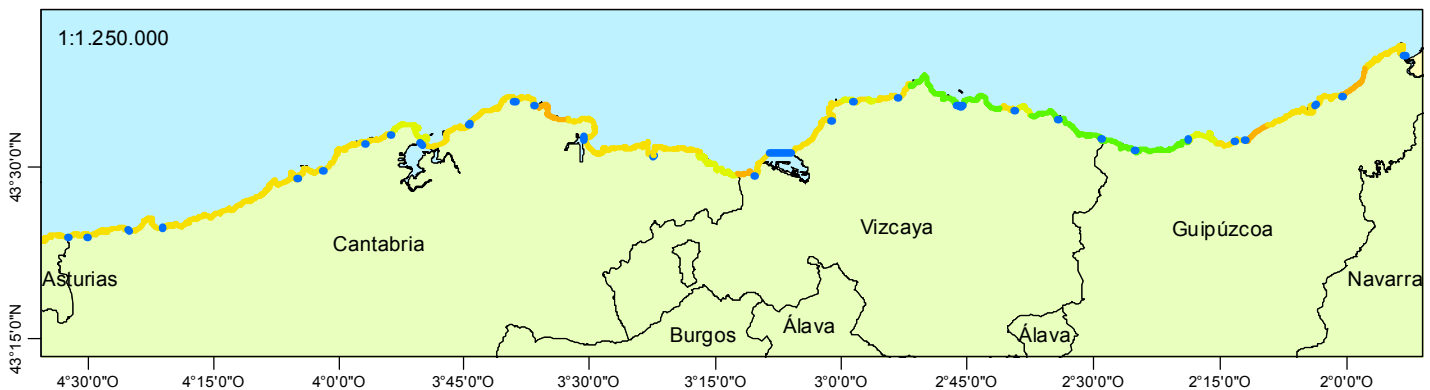 1:1.250.000
43°30'0"N
Cantabria
Vizcaya
Guipúzcoa
Asturias
Navarra
Burgos
Álava
Álava
43°15'0"N
4°30'0"O
4°15'0"O
4°0'0"O
3°45'0"O
3°30'0"O
3°15'0"O
3°0'0"O
2°45'0"O
2°30'0"O
2°15'0"O
2°0'0"O